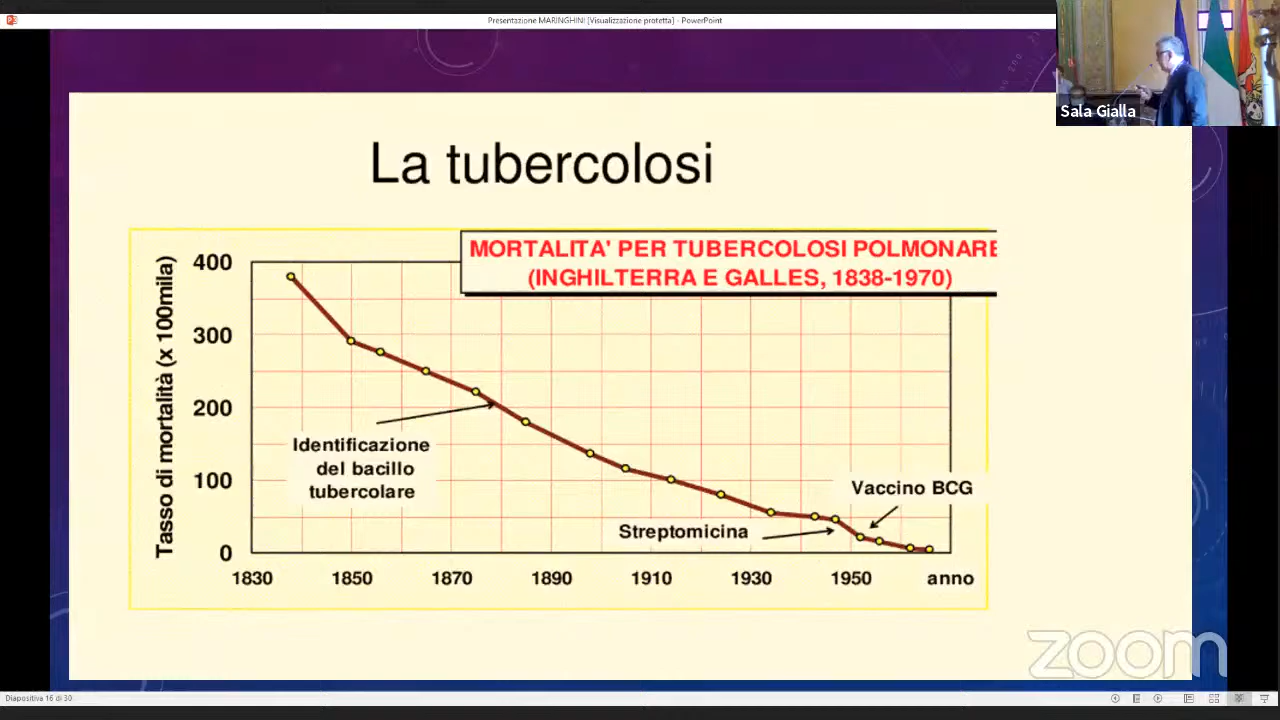 Presentazione MARINGHINI [Visualizzazione protetta] - PowerPoint
Sala Gialla
La tubercolosi
MORTALITA' PER TUBERCOLOSI POLMONARE
(INGHILTERRA E GALLES, 1838-1970)
Tasso di mortalità (x 100mila)
400
300
200
100
0
Identificazione
del bacillo
tubercolare
Streptomicina
Vaccino BCG
1830
1850
1870
1890
1910
1930
1950
anno
zoom
Diapositiva 16 di 30